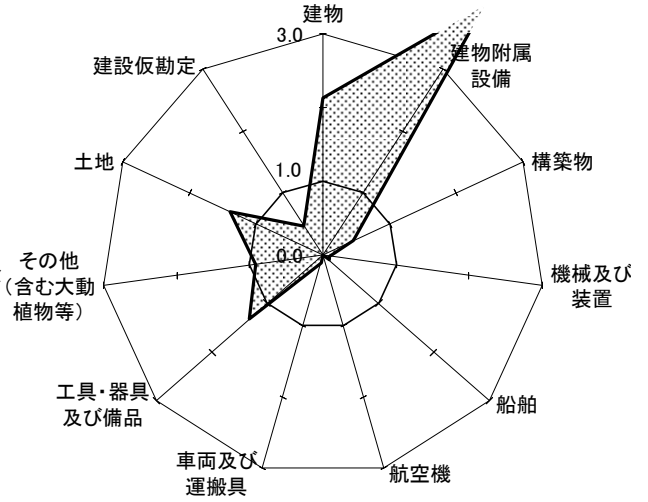 建物
3.0
建物附属
設備
建設仮勘定
土地
1.0
構築物
0.0
その他
（含む大動
植物等）
機械及び
装置
工具・器具
及び備品
船舶
車両及び
運搬具
航空機